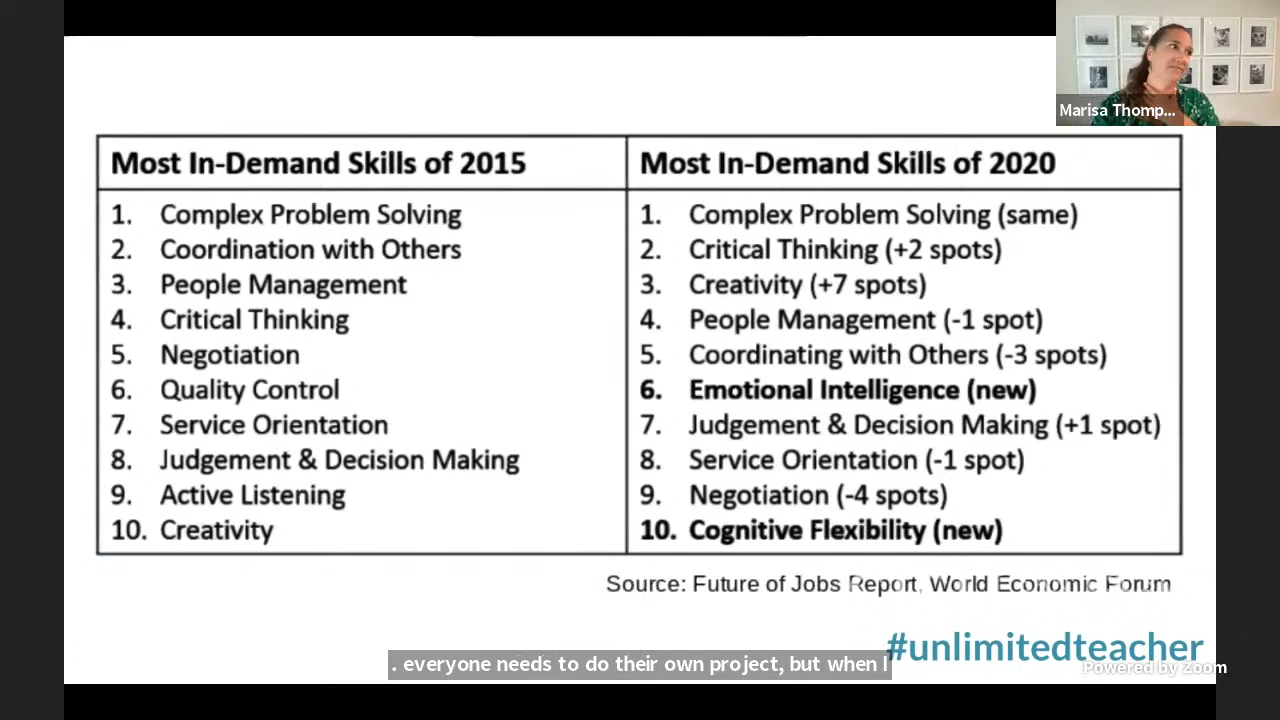 Marisa Thomp...
Most In-Demand Skills of 2015
1. Complex Problem Solving
2. Coordination with Others
3. People Management
4. Critical Thinking
5. Negotiation
6. Quality Control
7. Service Orientation
8. Judgement & Decision Making
9. Active Listening
10. Creativity
Most In-Demand Skills of 2020
1. Complex Problem Solving (same)
2. Critical Thinking (+2 spots)
3. Creativity (+7 spots)
4. People Management (-1 spot)
5. Coordinating with Others (-3 spots)
6. Emotional Intelligence (new)
7. Judgement & Decision Making (+1 spot)
8. Service Orientation (-1 spot)
9. Negotiation (-4 spots)
10. Cognitive Flexibility (new)
Source: Future of Jobs Report, World Economic Forum
#unlimitedteacher
. everyone needs to do their own project, but when I
Powered by Zoom